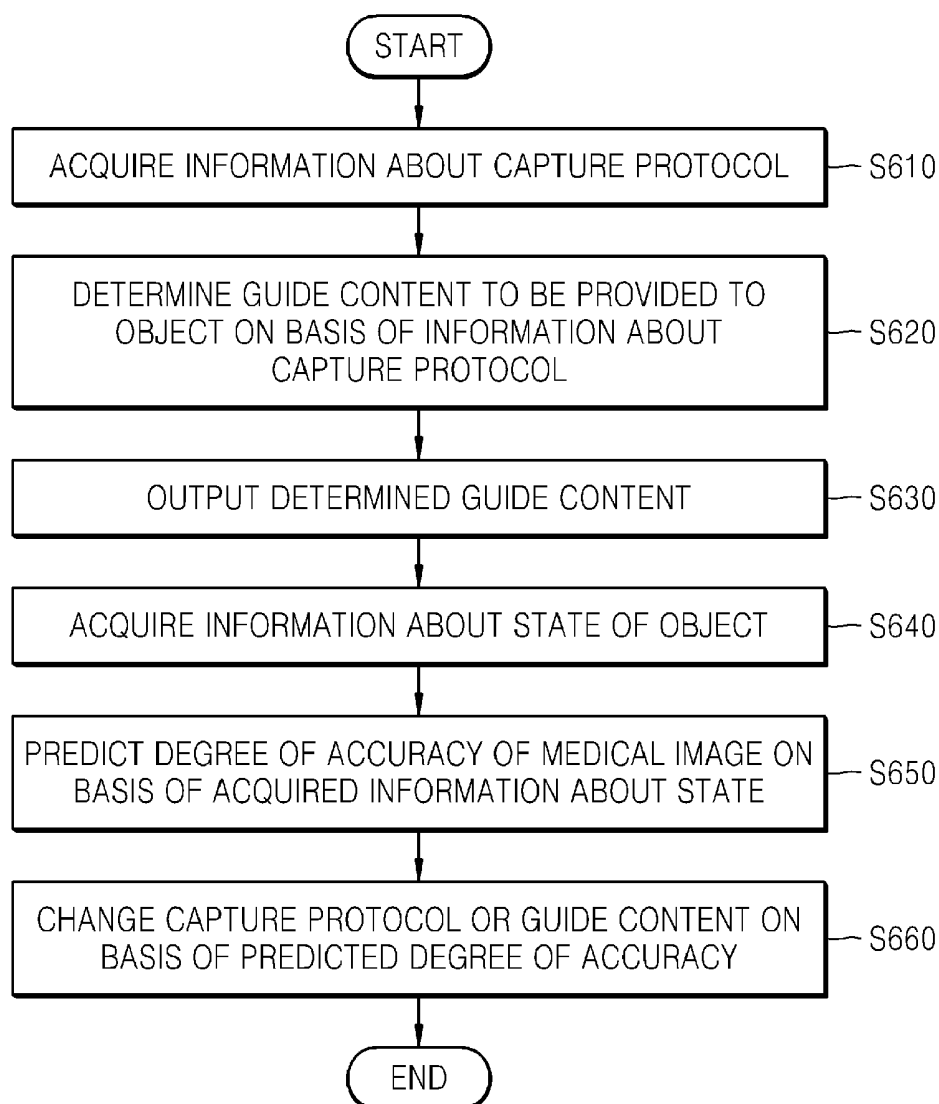 START
ACQUIRE INFORMATION ABOUT CAPTURE PROTOCOL
S610
DETERMINE GUIDE CONTENT TO BE PROVIDED TO
OBJECT ON BASIS OF INFORMATION ABOUT
CAPTURE PROTOCOL
S620
OUTPUT DETERMINED GUIDE CONTENT
S630
ACQUIRE INFORMATION ABOUT STATE OF OBJECT
S640
PREDICT DEGREE OF ACCURACY OF MEDICAL IMAGE ON
BASIS OF ACQUIRED INFORMATION ABOUT STATE
S650
CHANGE CAPTURE PROTOCOL OR GUIDE CONTENT ON
BASIS OF PREDICTED DEGREE OF ACCURACY
S660
END